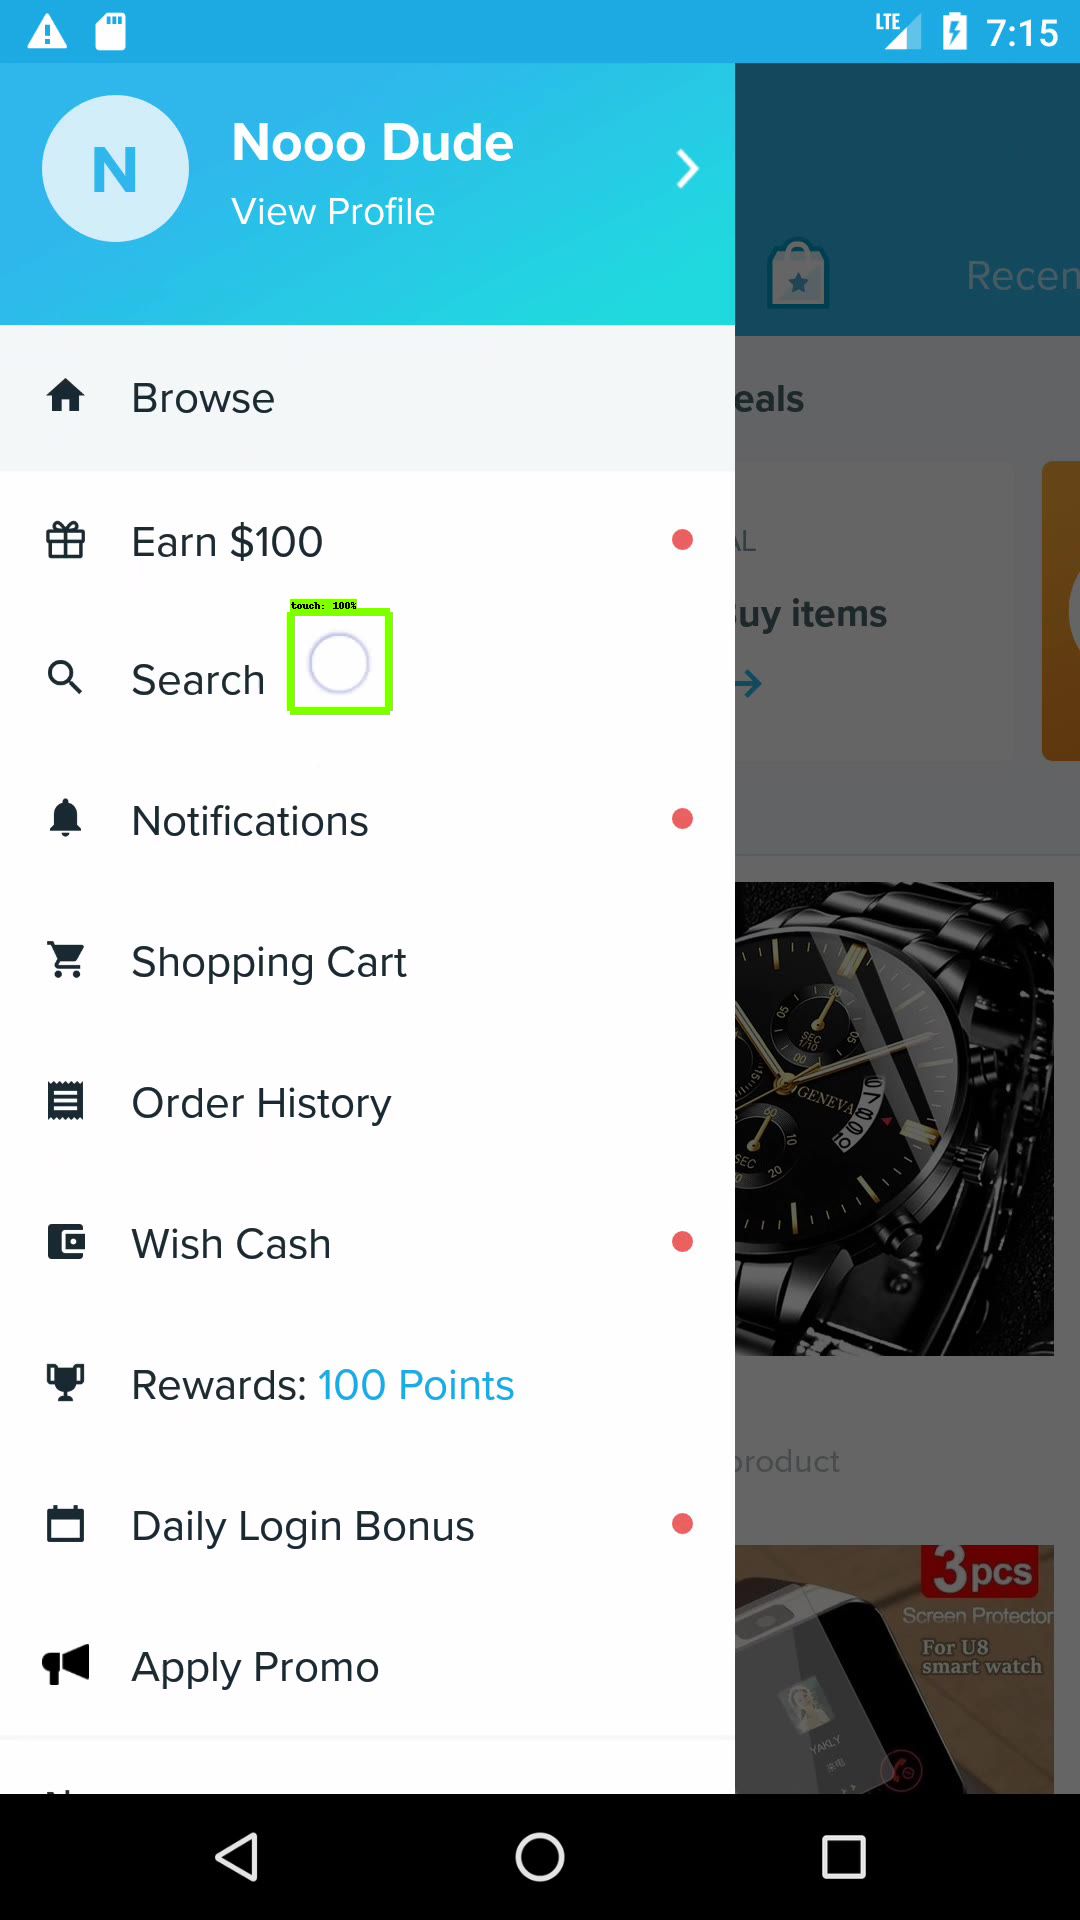 LTE 7:15
N
Nooo Dude
View Profile
Recen
Browse
eals
Earn $100
AL
touch: 100%
uy items
Search
Notifications
Shopping Cart
GENEVA
Order History
Wish Cash
Rewards: 100 Points
product
Daily Login Bonus
3pcs
Screen Protector
For U8
smart watch
Apply Promo
YAKLY